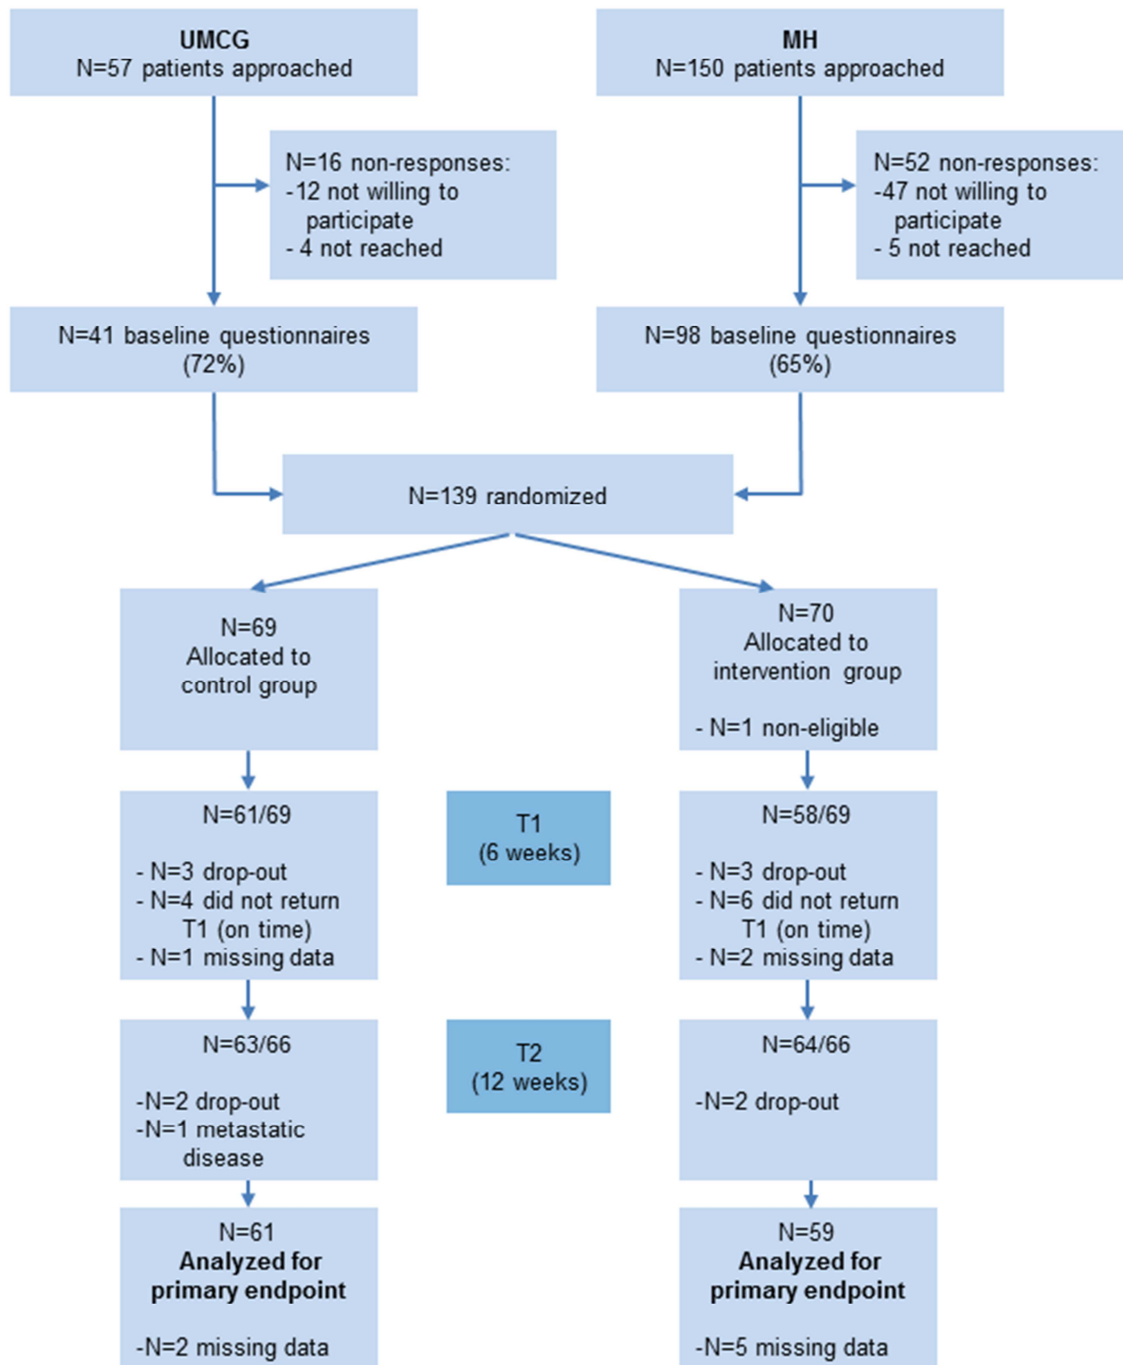 UMCG
N=57 patients approached
MH
N=150 patients approached
N=16 non-responses:
-12 not willing to
participate
- 4 not reached
N=52 non-responses:
-47 not willing to
participate
- 5 not reached
N=41 baseline questionnaires
(72%)
N=98 baseline questionnaires
(65%)
N=139 randomized
N=69
Allocated to
control group
N=70
Allocated to
intervention group
- N=1 non-eligible
N=61/69
- N=3 drop-out
- N=4 did not return
T1 (on time)
- N=1 missing data
T1
(6 weeks)
N=58/69
- N=3 drop-out
- N=6 did not return
T1 (on time)
- N=2 missing data
N=63/66
-N=2 drop-out
-N=1 metastatic
disease
T2
(12 weeks)
N=64/66
-N=2 drop-out
N=61
Analyzed for
primary endpoint
-N=2 missing data
N=59
Analyzed for
primary endpoint
-N=5 missing data